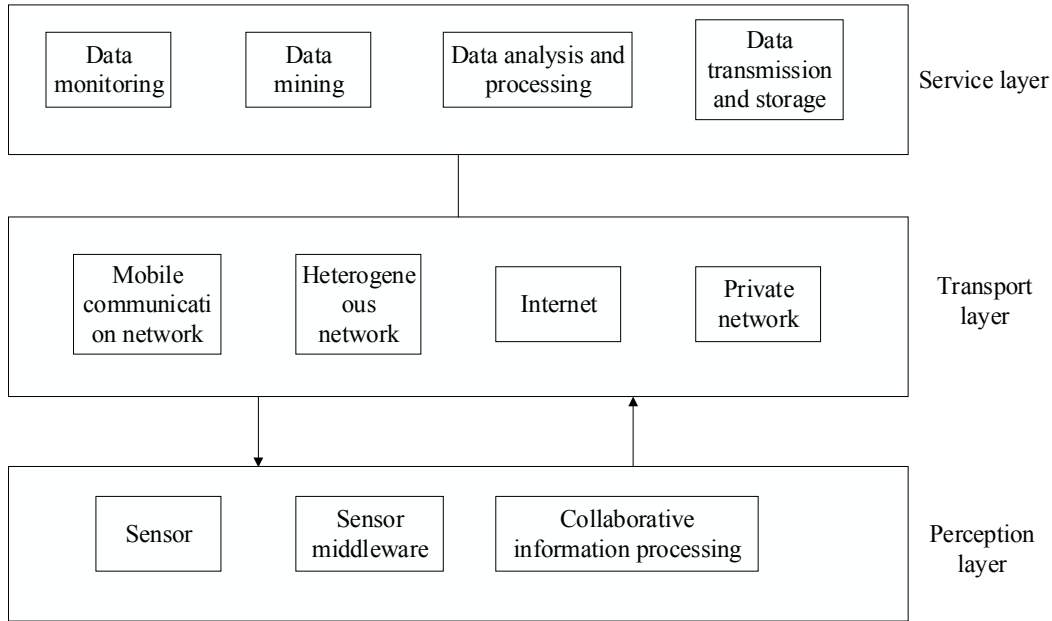 Data
monitoring
Data
mining
Data analysis and
processing
Data
transmission
and storage
Service layer
Mobile
communicati
on network
Heterogene
ous
network
Internet
Private
network
Transport
layer
Sensor
Sensor
middleware
Collaborative
information processing
Perception
layer